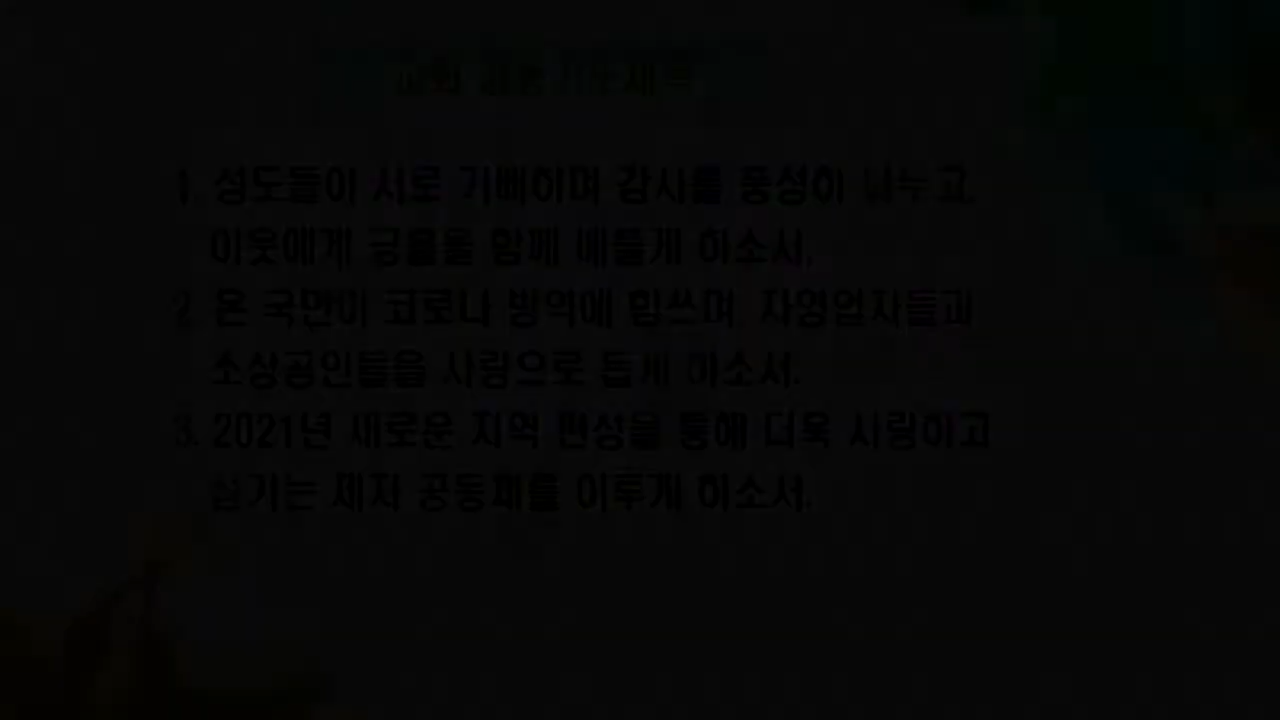 교회 공동기도제목
1. 성도들이 서로 기뻐하며 감사를 풍성히 나누고,
이웃에게 긍휼을 함께 베풀게 하소서.
2. 온 국민이 코로나 방역에 힘쓰며, 자영업자들과
소상공인들을 사랑으로 돕게 하소서.
3. 2021년 새로운 지역 편성을 통해 더욱 사랑하고
섬기는 제자 공동체를 이루게 하소서.